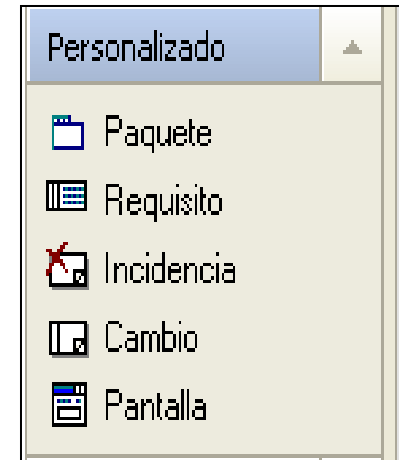 Personalizado
Paquete
Requisito
Incidencia
Cambio
Pantalla